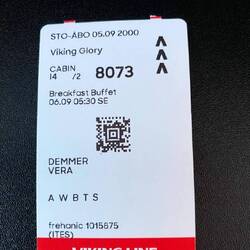 STO-ÅBO 05.09 2000
Viking Glory
CABIN
I4 /2 8073
Breakfast Buffet
06.09 05:30 SE
DEMMER
VERA
A W B T S
frehanic 1015875
(ITES)
VIKING LINE